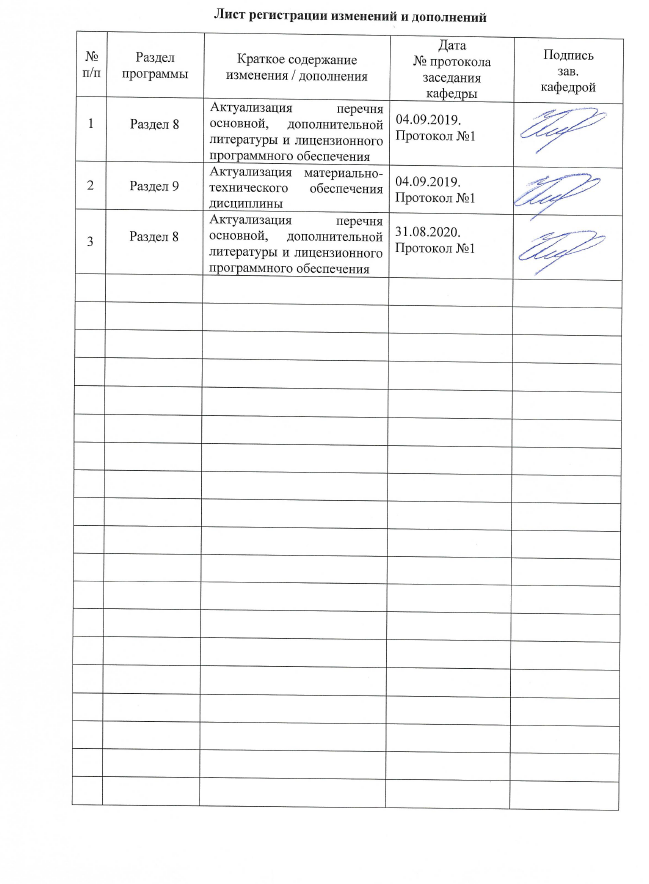 Лист регистрации изменений и дополнений
№
п/п
Раздел
программы
Краткое содержание
изменения / дополнения
Дата
№ протокола
заседания
кафедры
Подпись
зав.
кафедрой
1
Раздел 8
Актуализация перечня
основной, дополнительной
литературы и лицензионного
программного обеспечения
04.09.2019.
Протокол №1
2
Раздел 9
Актуализация материально-
технического обеспечения
дисциплины
04.09.2019.
Протокол №1
3
Раздел 8
Актуализация перечня
основной, дополнительной
литературы и лицензионного
программного обеспечения
31.08.2020.
Протокол №1